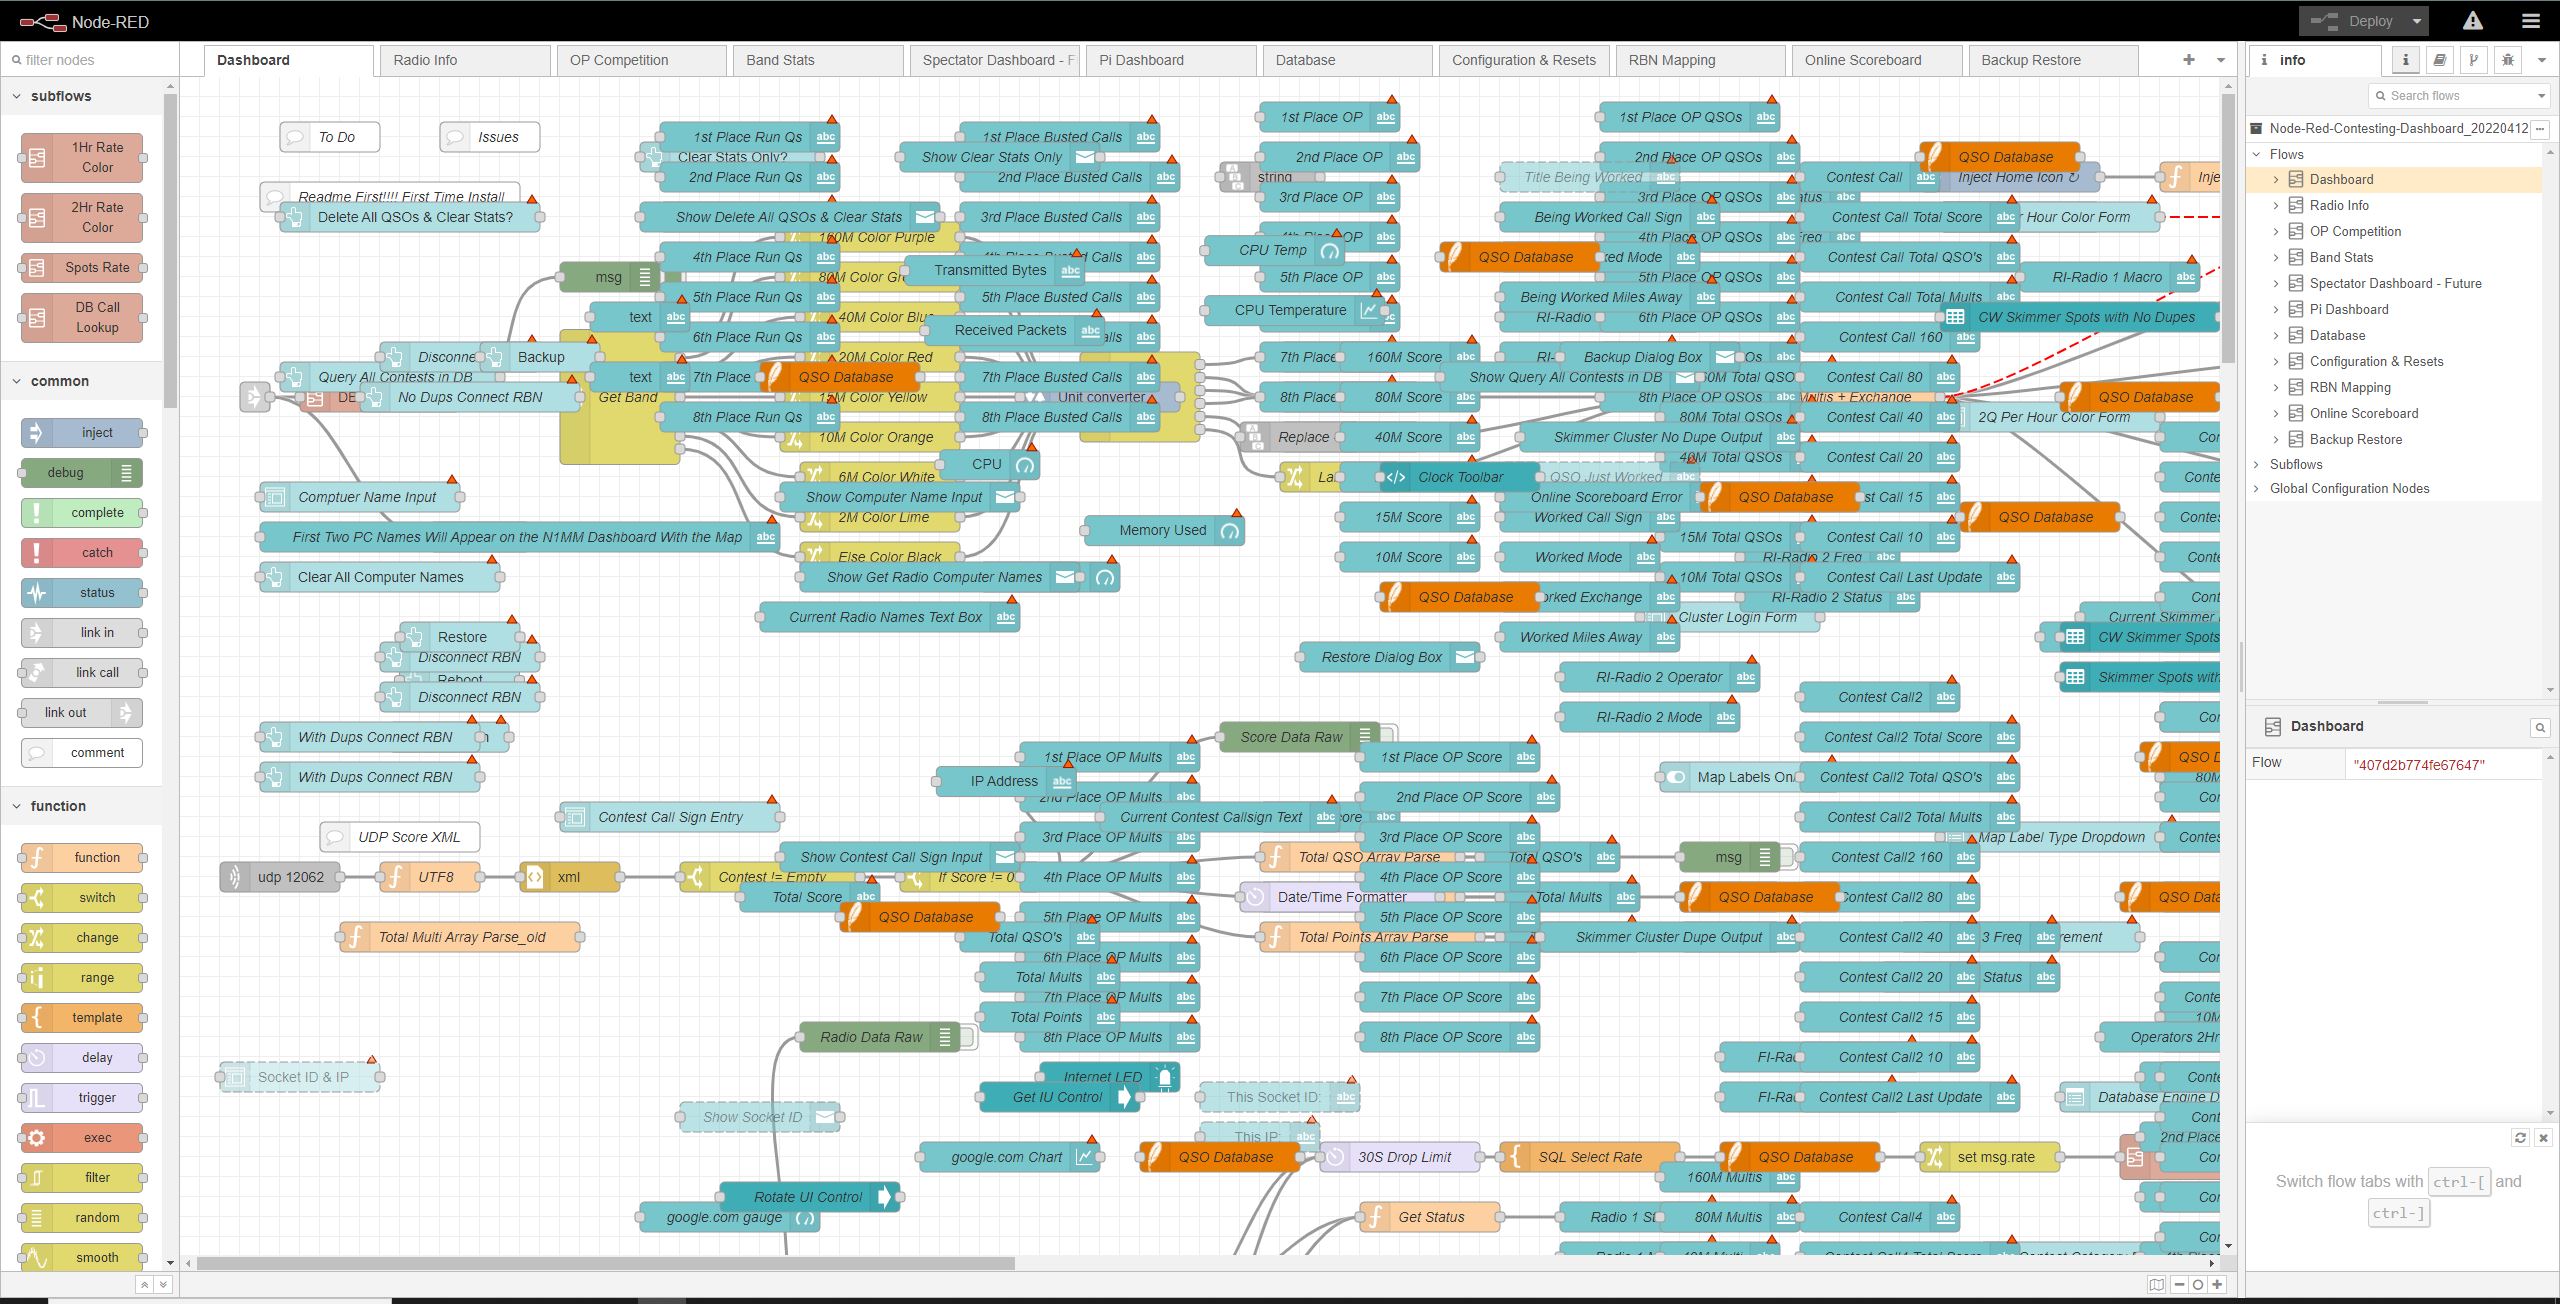 Node-RED
Deploy
filter nodes
Dashboard
Radio Info
OP Competition
Band Stats
Spectator Dashboard - F
Pi Dashboard
Database
Configuration & Resets
RBN Mapping
Online Scoreboard
Backup Restore
info
subflows
1Hr Rate
Color
2Hr Rate
Color
Spots Rate
DB Call
Lookup
common
inject
debug
complete
catch
status
link in
link call
link out
comment
function
function
switch
change
range
template
delay
trigger
exec
filter
random
smooth
To Do
Issues
Readme First!!!! First Time Install
Delete All QSOs & Clear Stats?
1st Place Run Qs
Clear Stats Only?
2nd Place Run Qs
Show Delete All QSOs & Clear Stats
160M Color Purple
4th Place Run Qs
msg
5th Place Run Qs
text
40M Color Blu
6th Place Run Qs
Disconne
Backup
20M Color Red
Query All Contests in DB
text
7th Place
QSO Database
No Dups Connect RBN
Get Band
15M Color Yellow
8th Place Run Qs
10M Color Orange
6M Color White
CPU
Comptuer Name Input
Show Computer Name Input
2M Color Lime
First Two PC Names Will Appear on the N1MM Dashboard With the Map
Else Color Black
Clear All Computer Names
Show Get Radio Computer Names
Current Radio Names Text Box
Restore
Disconnect RBN
Reboot
Disconnect RBN
With Dups Connect RBN
With Dups Connect RBN
1st Place Busted Calls
Show Clear Stats Only
2nd Place Busted Calls
3rd Place Busted Calls
Transmitted Bytes
5th Place Busted Calls
Received Packets
7th Place Busted Calls
Unit converter
8th Place Busted Calls
Memory Used
string
1st Place OP
2nd Place OP
3rd Place OP
CPU Temp
5th Place OP
CPU Temperature
7th Place
160M Score
8th Place
80M Score
Replace
40M Score
La
Clock Toolbar
QSO Just Worked
15M Score
10M Score
QSO Database
Restore Dialog Box
1st Place OP QSOs
2nd Place OP QSOs
Title Being Worked
3rd Place OP QSOs
Being Worked Call Sign
4th Place OP QSOs
QSO Database
red Mode
5th Place OP QSOs
Being Worked Miles Away
RI-Radio
6th Place OP QSOs
Backup Dialog Box
Show Query All Contests in DB
60M Total QSO
8th Place OP QSOs
80M Total QSOs
Skimmer Cluster No Dupe Output
40M Total QSOs
Online Scoreboard Error
QSO Database
Worked Call Sign
15M Total QSOs
Worked Mode
RI-Radio 2 Freq
10M Total QSOs
orked Exchange
RI-Radio 2 Status
Cluster Login Form
Worked Miles Away
RI-Radio 2 Operator
RI-Radio 2 Mode
QSO Database
Contest Call
Inject Home Icon ↻
Inje
Contest Call Total Score
r Hour Color Form
Contest Call Total QSO's
RI-Radio 1 Macro
Contest Call Total Mults
CW Skimmer Spots with No Dupes
Contest Call 160
Contest Call 80
Multis + Exchange
QSO Database
Contest Call 40
2Q Per Hour Color Form
Contest Call 20
st Call 15
QSO Database
Contest Call 10
Contest Call Last Update
Current Skimmer
CW Skimmer Spots
Skimmer Spots with
Contest Call2
Contest Call2 Total Score
Map Labels On
Contest Call2 Total QSO's
Contest Call2 Total Mults
Map Label Type Dropdown
UDP Score XML
Contest Call Sign Entry
udp 12062
UTF8
xml
Contest != Empty
Show Contest Call Sign Input
If Score != 0
Total Score
QSO Database
Total Multi Array Parse_old
Total QSO's
Total Mults
Total Points
Score Data Raw
1st Place OP Mults
IP Address
2nd Place OP Mults
Current Contest Callsign Text
3rd Place OP Mults
4th Place OP Mults
5th Place OP Mults
6th Place OP Mults
7th Place OP Mults
8th Place OP Mults
1st Place OP Score
2nd Place OP Score
3rd Place OP Score
Total QSO Array Parse
Total QSO's
msg
4th Place OP Score
Date/Time Formatter
Total Mults
QSO Database
5th Place OP Score
Total Points Array Parse
Skimmer Cluster Dupe Output
6th Place OP Score
7th Place OP Score
8th Place OP Score
Contest Call2 160
Contest Call2 80
Contest Call2 40
3 Freq
rement
Contest Call2 20
Status
Contest Call2 15
Contest Call2 10
Contest Call2 Last Update
Operators 2Hr
Database Engine D
2nd Place
Radio Data Raw
Socket ID & IP
Show Socket ID
Internet LED
Get IU Control
This Socket ID:
This IP:
google.com Chart
QSO Database
30S Drop Limit
SQL Select Rate
QSO Database
set msg.rate
160M Multis
Rotate UI Control
google.com gauge
Get Status
Radio 1 St
80M Multis
Contest Call4
Search flows
Node-Red-Contesting-Dashboard_20220412
Flows
Dashboard
Radio Info
OP Competition
Band Stats
Spectator Dashboard - Future
Pi Dashboard
Database
Configuration & Resets
RBN Mapping
Online Scoreboard
Backup Restore
Subflows
Global Configuration Nodes
Dashboard
Flow
"407d2b774fe67647"
Switch flow tabs with ctrl-[ and
ctrl-]